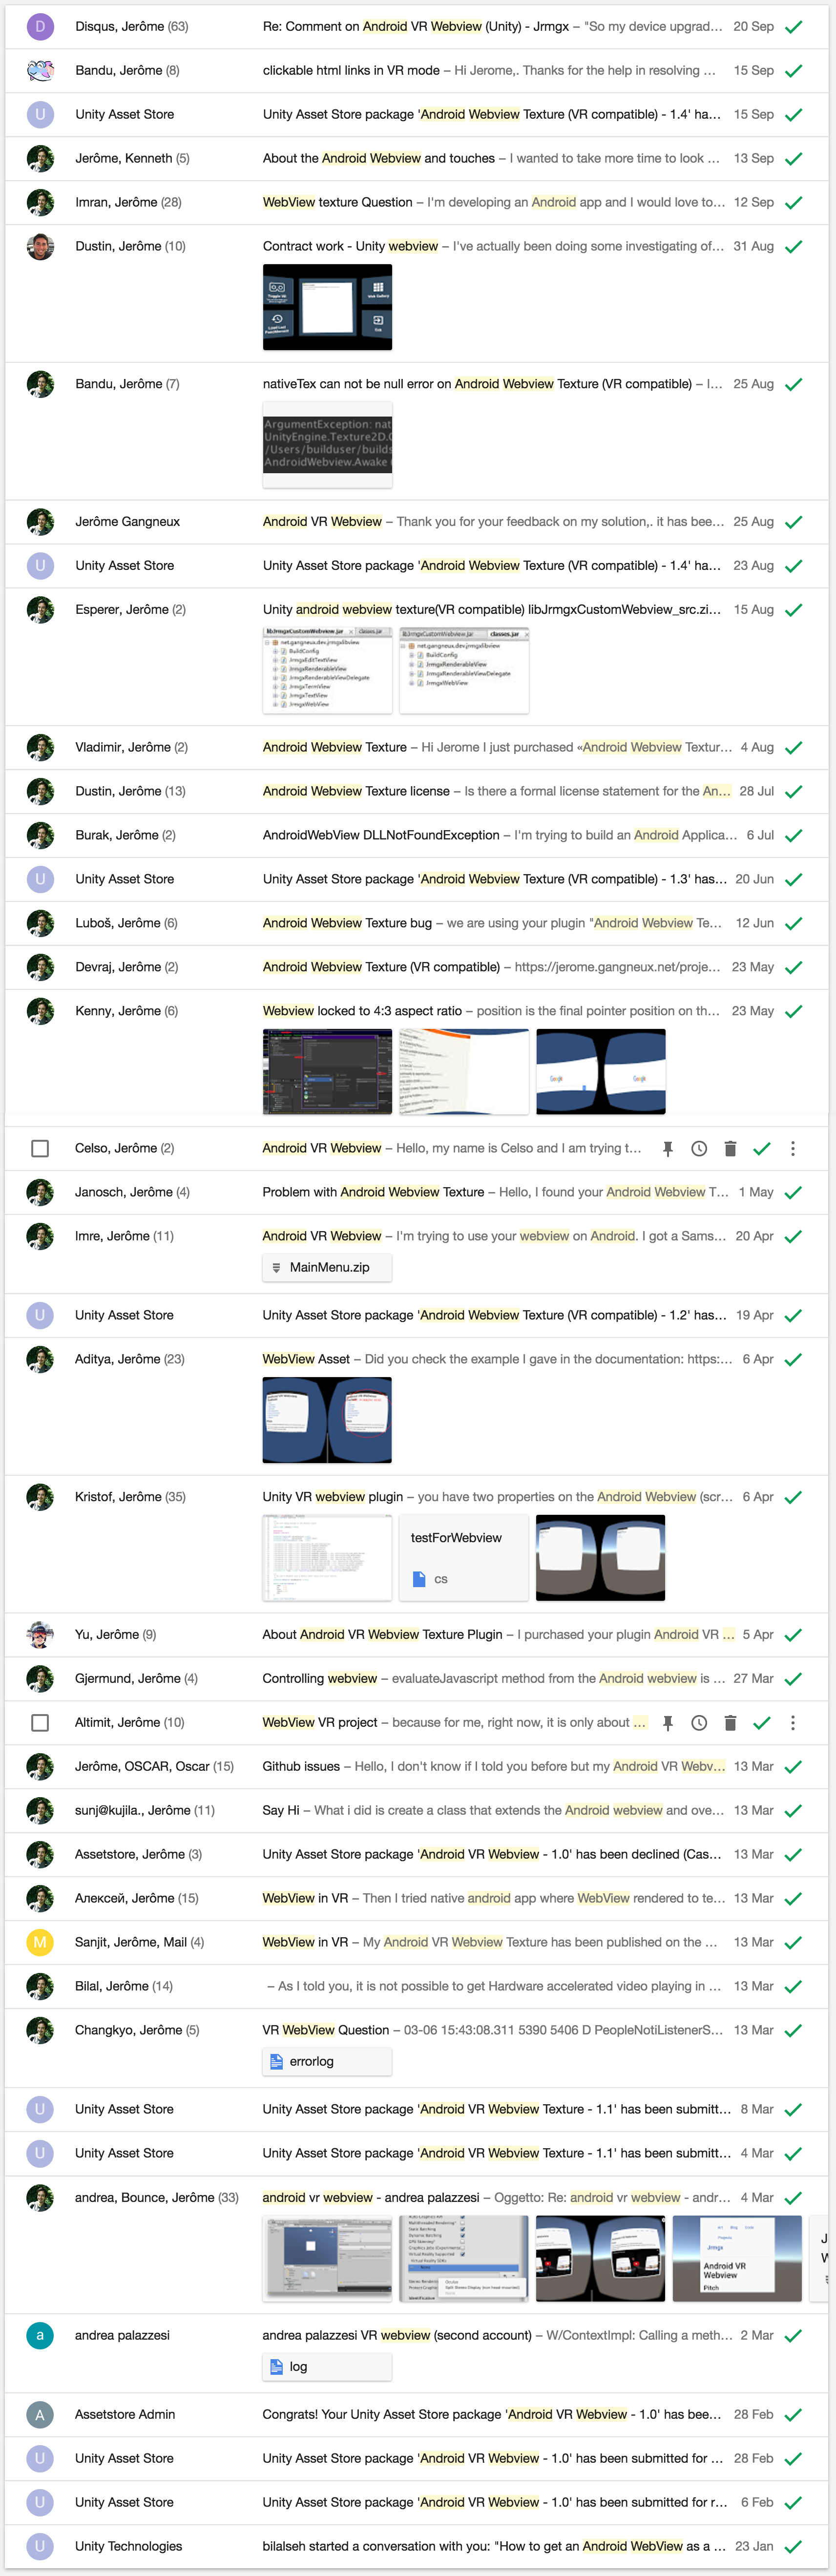 D Disqus, Jerôme (63) Re: Comment on Android VR Webview (Unity) - Jrmgx – "So my device upgrad… 20 Sep
Bandu, Jerôme (8) clickable html links in VR mode – Hi Jerome,. Thanks for the help in resolving … 15 Sep
U Unity Asset Store Unity Asset Store package 'Android Webview Texture (VR compatible) - 1.4' ha… 15 Sep
Jerôme, Kenneth (5) About the Android Webview and touches – I wanted to take more time to look … 13 Sep
Imran, Jerôme (28) WebView texture Question – I'm developing an Android app and I would love to… 12 Sep
Dustin, Jerôme (10) Contract work - Unity webview – I've actually been doing some investigating of… 31 Aug
Bandu, Jerôme (7) nativeTex can not be null error on Android Webview Texture (VR compatible) – I… 25 Aug
ArgumentException: nat
UnityEngine.Texture2D.C
/Users/builduser/builds
AndroidWebview.Awake
Jerôme Gangneux Android VR Webview – Thank you for your feedback on my solution,. it has bee… 25 Aug
U Unity Asset Store Unity Asset Store package 'Android Webview Texture (VR compatible) - 1.4' ha… 23 Aug
Esperer, Jerôme (2) Unity android webview texture(VR compatible) libJrmgxCustomWebview_src.zi… 15 Aug
libJrmgxCustomWebview.jar classes.jar libJrmgxCustomWebview.jar classes.jar
net.gangneux.dev.jrmgxlibview net.gangneux.dev.jrmgxlibview
BuildConfig BuildConfig
JrmgxEditTextView JrmgxRenderableView
JrmgxRenderableView JrmgxRenderableViewDelegate
JrmgxRenderableViewDelegate JrmgxWebView
JrmgxTermView
JrmgxTextView
JrmgxWebView
Vladimir, Jerôme (2) Android Webview Texture – Hi Jerome I just purchased «Android Webview Textur… 4 Aug
Dustin, Jerôme (13) Android Webview Texture license – Is there a formal license statement for the An… 28 Jul
Burak, Jerôme (2) AndroidWebView DLLNotFoundException – I'm trying to build an Android Applica… 6 Jul
U Unity Asset Store Unity Asset Store package 'Android Webview Texture (VR compatible) - 1.3' has… 20 Jun
Luboš, Jerôme (6) Android Webview Texture bug – we are using your plugin "Android Webview Te… 12 Jun
Devraj, Jerôme (2) Android Webview Texture (VR compatible) – https://jerome.gangneux.net/proje… 23 May
Kenny, Jerôme (6) Webview locked to 4:3 aspect ratio – position is the final pointer position on th… 23 May
Google Google
Celso, Jerôme (2) Android VR Webview – Hello, my name is Celso and I am trying t…
Janosch, Jerôme (4) Problem with Android Webview Texture – Hello, I found your Android Webview T… 1 May
Imre, Jerôme (11) Android VR Webview – I'm trying to use your webview on Android. I got a Sams… 20 Apr
MainMenu.zip
U Unity Asset Store Unity Asset Store package 'Android Webview Texture (VR compatible) - 1.2' has… 19 Apr
Aditya, Jerôme (23) WebView Asset – Did you check the example I gave in the documentation: https:… 6 Apr
Kristof, Jerôme (35) Unity VR webview plugin – you have two properties on the Android Webview (scr… 6 Apr
testForWebview
cs
Yu, Jerôme (9) About Android VR Webview Texture Plugin – I purchased your plugin Android VR … 5 Apr
Gjermund, Jerôme (4) Controlling webview – evaluateJavascript method from the Android webview is … 27 Mar
Altimit, Jerôme (10) WebView VR project – because for me, right now, it is only about …
Jerôme, OSCAR, Oscar (15) Github issues – Hello, I don't know if I told you before but my Android VR Webv… 13 Mar
sunj@kujila., Jerôme (11) Say Hi – What i did is create a class that extends the Android webview and ove… 13 Mar
Assetstore, Jerôme (3) Unity Asset Store package 'Android VR Webview - 1.0' has been declined (Cas… 13 Mar
Алексей, Jerôme (15) WebView in VR – Then I tried native android app where WebView rendered to te… 13 Mar
M Sanjit, Jerôme, Mail (4) WebView in VR – My Android VR Webview Texture has been published on the … 13 Mar
Bilal, Jerôme (14) – As I told you, it is not possible to get Hardware accelerated video playing in … 13 Mar
Changkyo, Jerôme (5) VR WebView Question – 03-06 15:43:08.311 5390 5406 D PeopleNotiListenerS… 13 Mar
errorlog
U Unity Asset Store Unity Asset Store package 'Android VR Webview Texture - 1.1' has been submitt… 8 Mar
U Unity Asset Store Unity Asset Store package 'Android VR Webview Texture - 1.1' has been submitt… 4 Mar
andrea, Bounce, Jerôme (33) android vr webview - andrea palazzesi – Oggetto: Re: android vr webview - andr… 4 Mar
Art Blog Code
Projects
Jrmgx
Android VR
Webview
Pitch
a andrea palazzesi andrea palazzesi VR webview (second account) – W/ContextImpl: Calling a meth… 2 Mar
log
A Assetstore Admin Congrats! Your Unity Asset Store package 'Android VR Webview - 1.0' has bee… 28 Feb
U Unity Asset Store Unity Asset Store package 'Android VR Webview - 1.0' has been submitted for … 28 Feb
U Unity Asset Store Unity Asset Store package 'Android VR Webview - 1.0' has been submitted for r… 6 Feb
U Unity Technologies bilalseh started a conversation with you: "How to get an Android WebView as a … 23 Jan